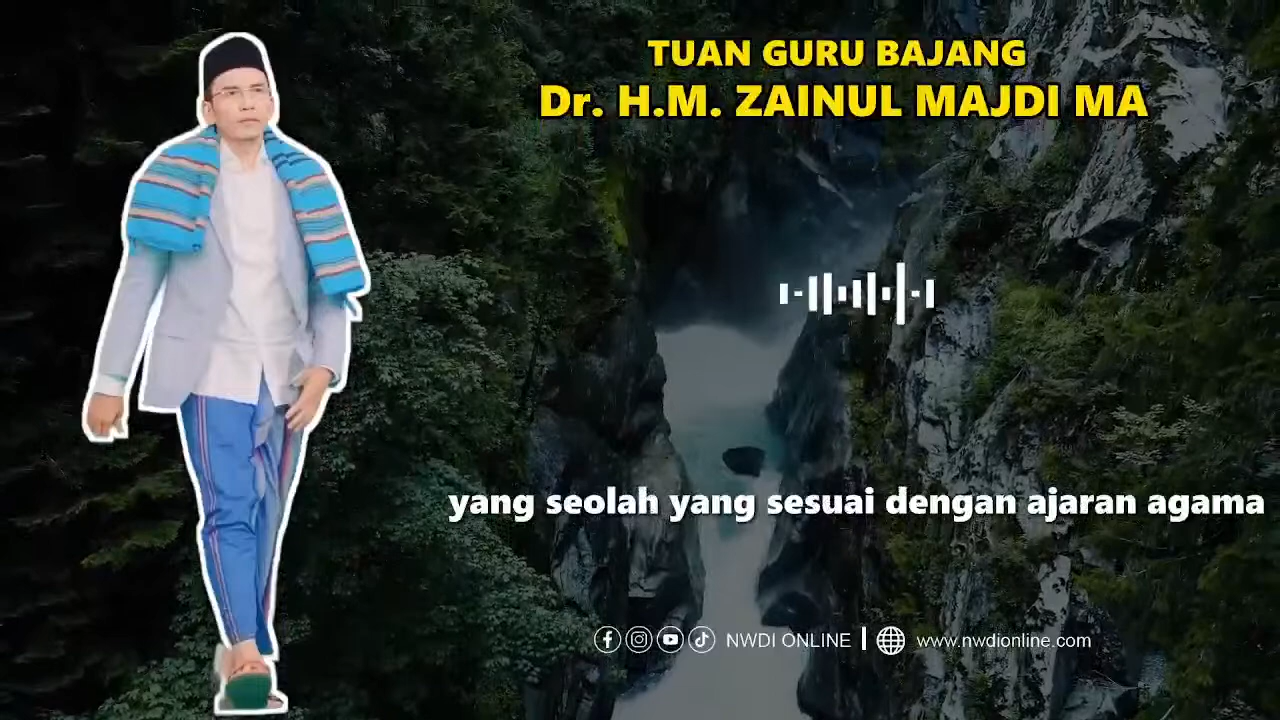 TUAN GURU BAJANG
Dr. H.M. ZAINUL MAJDI MA
yang seolah yang sesuai dengan ajaran agama
NWDI ONLINE | www.nwdionline.com